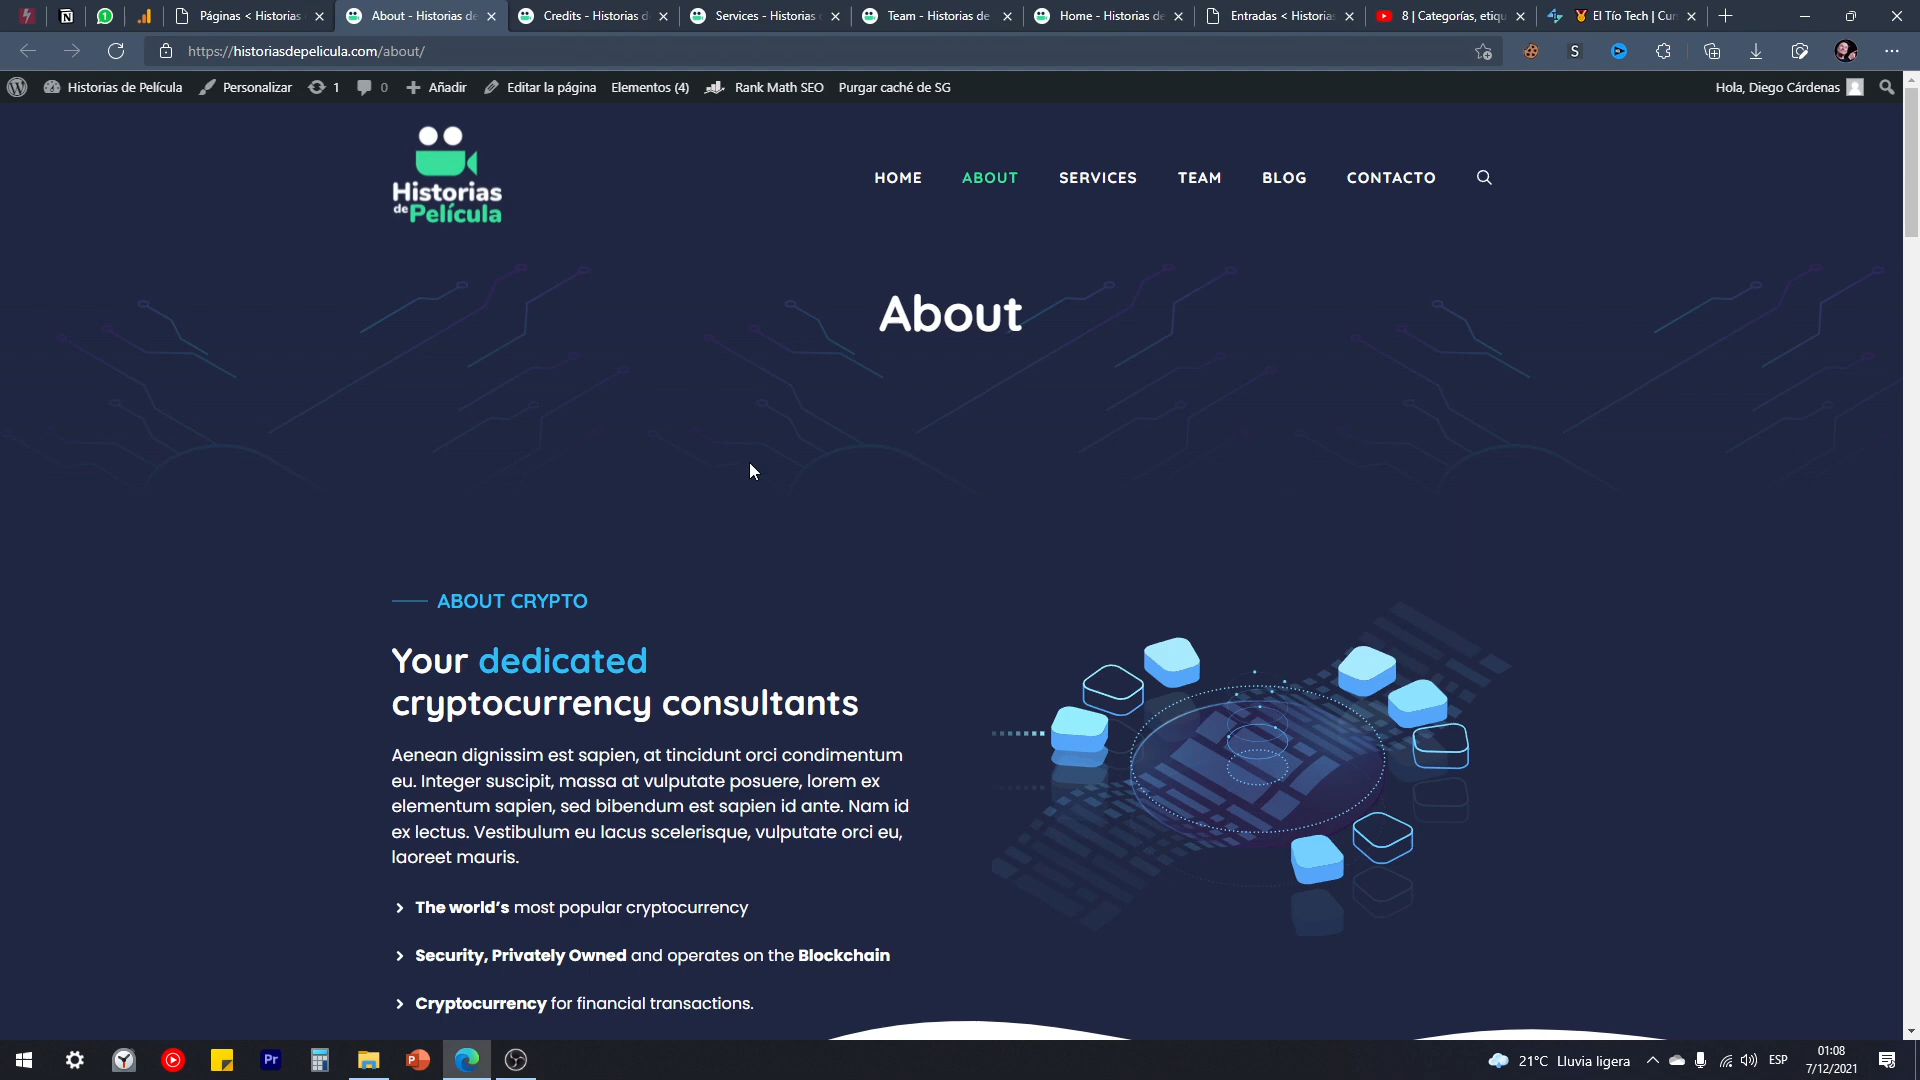 Páginas < Historias
About - Historias de
Credits - Historias d
Services - Historias
Team - Historias de
Home - Historias de
Entradas < Historias
8 | Categorías, etiqu
El Tío Tech | Cur
https://historiasdepelicula.com/about/
Historias de Película
Personalizar
1
0
Añadir
Editar la página
Elementos (4)
Rank Math SEO
Purgar caché de SG
Hola, Diego Cárdenas
Historias
de Película
HOME
ABOUT
SERVICES
TEAM
BLOG
CONTACTO
About
ABOUT CRYPTO
Your dedicated
cryptocurrency consultants
Aenean dignissim est sapien, at tincidunt orci condimentum
eu. Integer suscipit, massa at vulputate posuere, lorem ex
elementum sapien, sed bibendum est sapien id ante. Nam id
ex lectus. Vestibulum eu lacus scelerisque, vulputate orci eu,
laoreet mauris.
The world's most popular cryptocurrency
Security, Privately Owned and operates on the Blockchain
Cryptocurrency for financial transactions.
Pr
21°C Lluvia ligera
ESP
01:08
7/12/2021